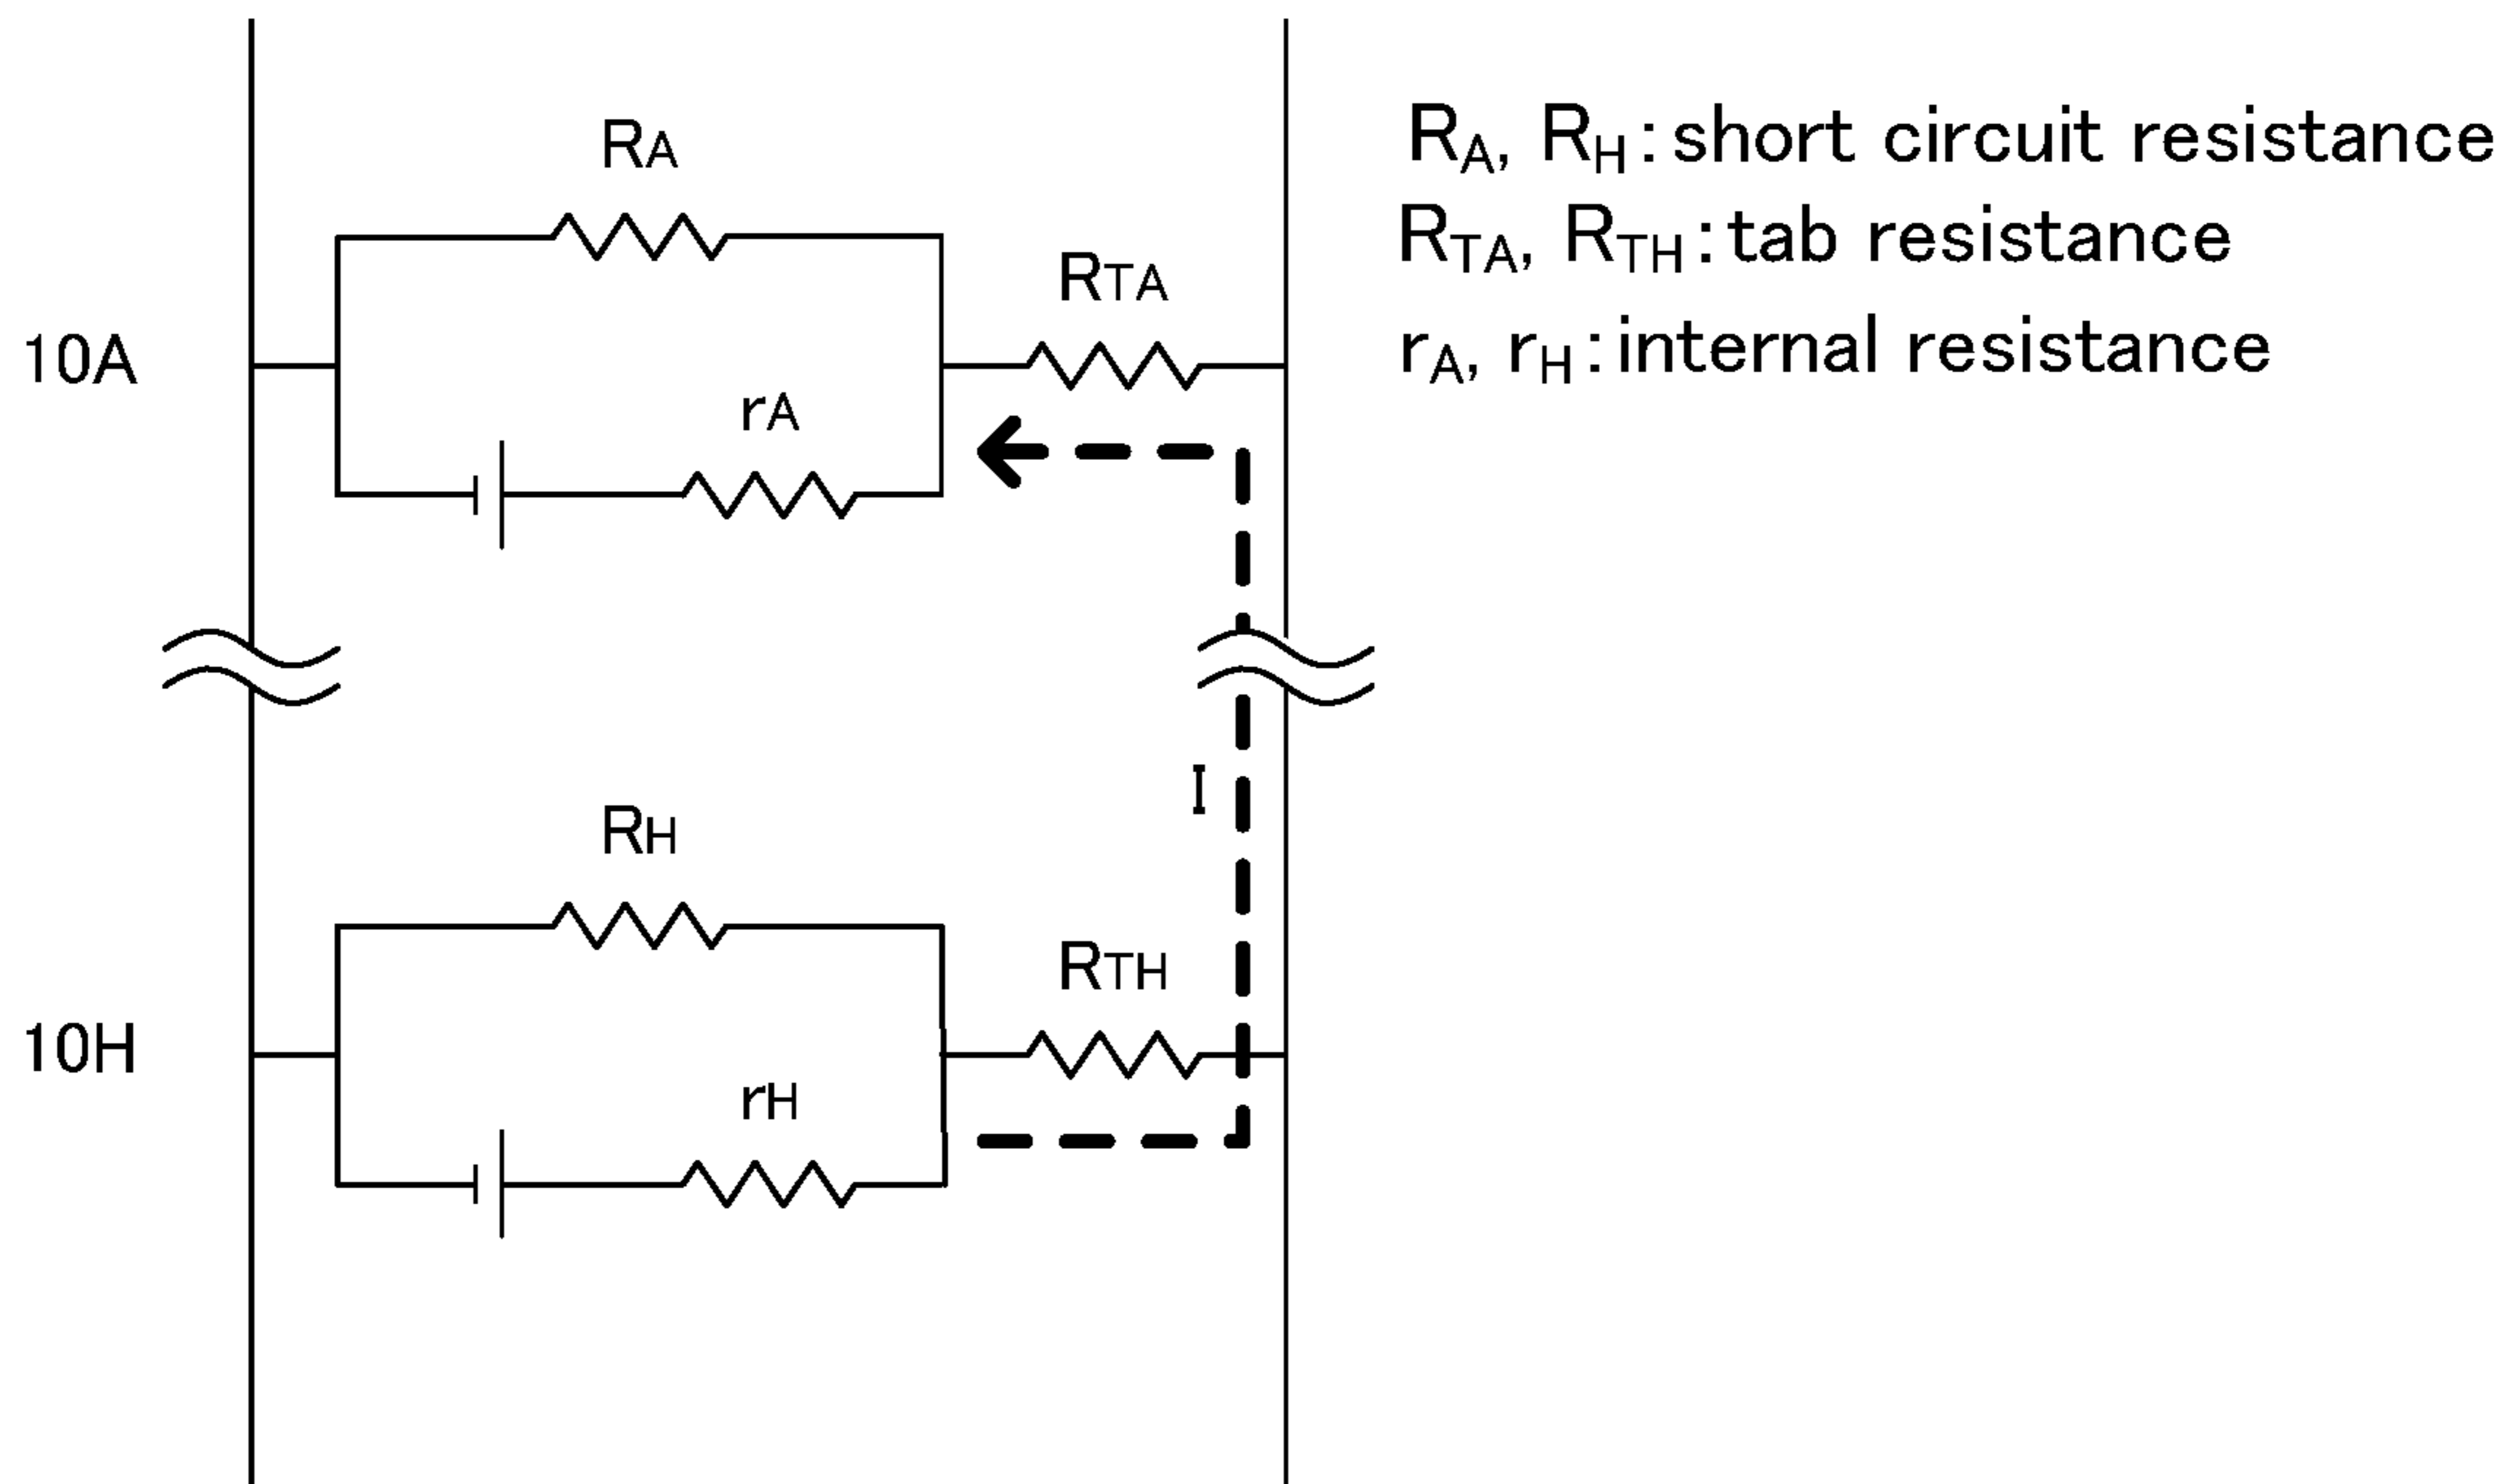 RA
RA, RH:short circuit resistance
RTA, RTH:tab resistance
RTA
10A
rA, rH:internal resistance
rA
I
RH
RTH
10H
rH